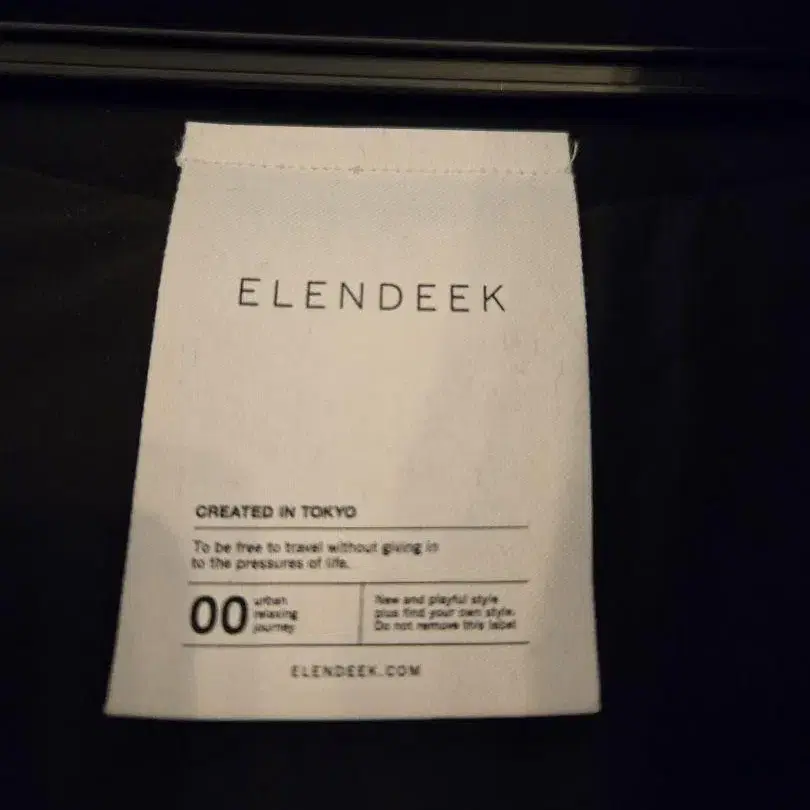 ELENDEEK
CREATED IN TOKYO
To be free to travel without giving in
to the pressures of life.
00
urban
relaxing
journey
New and playful style
plus find your own style.
Do not remove this label
ELENDEEK.COM